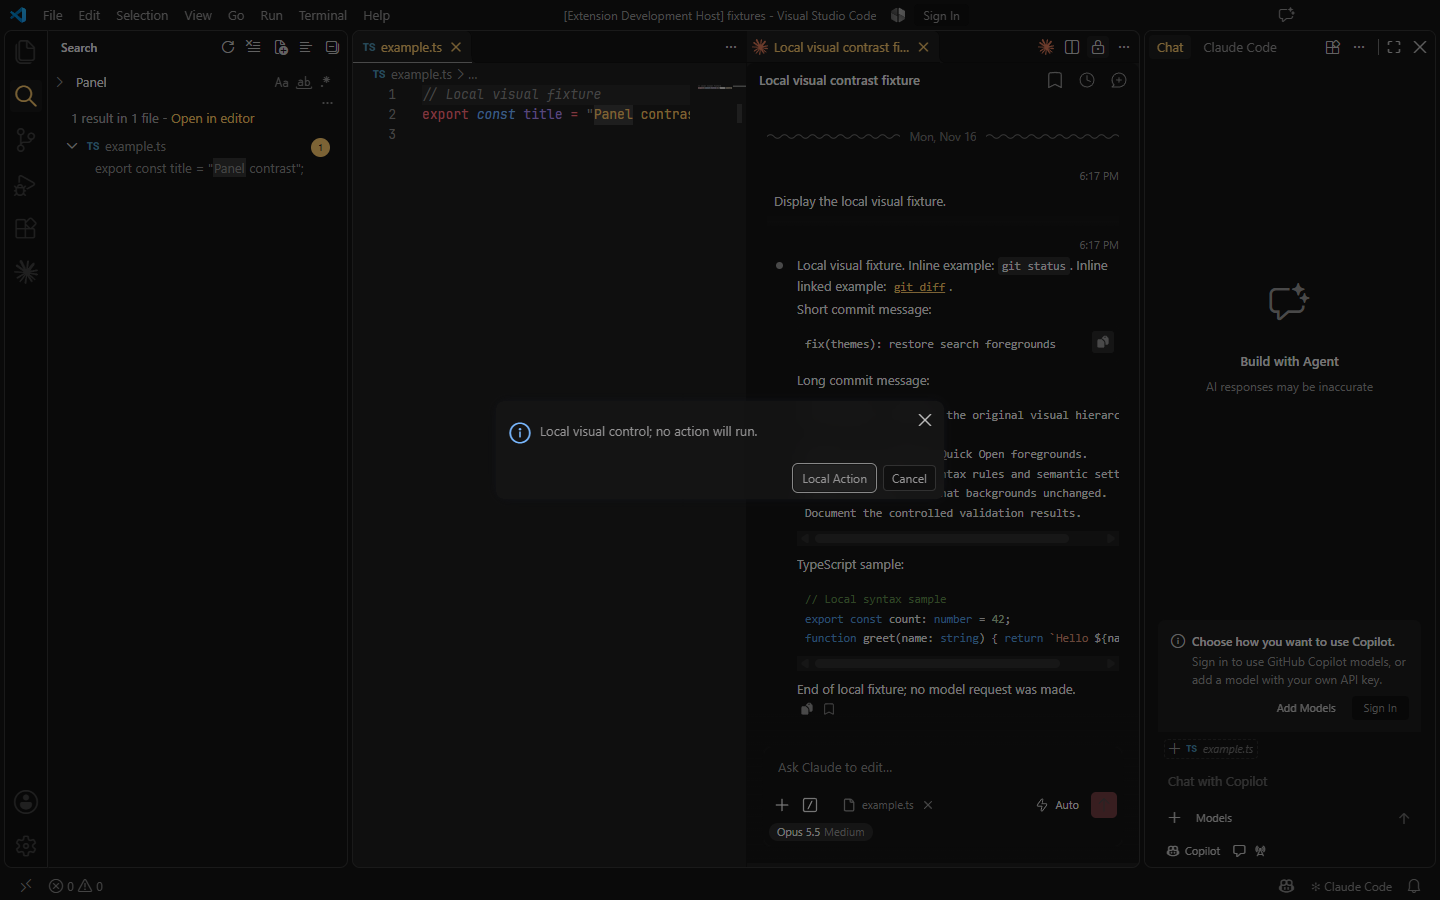 File Edit Selection View Go Run Terminal Help
[Extension Development Host] fixtures - Visual Studio Code
Sign In
Search
Panel
Aa ab .*
1 result in 1 file - Open in editor
TS example.ts 1
export const title = "Panel contrast";
TS example.ts
TS example.ts > ...
1 // Local visual fixture
2 export const title = "Panel contras
3
Local visual contrast fi...
Local visual contrast fixture
Mon, Nov 16
6:17 PM
Display the local visual fixture.
6:17 PM
Local visual fixture. Inline example: git status. Inline
linked example: git diff.
Short commit message:
fix(themes): restore search foregrounds
Long commit message:
the original visual hierarc
Quick Open foregrounds.
ntax rules and semantic sett
hat backgrounds unchanged.
Document the controlled validation results.
TypeScript sample:
// Local syntax sample
export const count: number = 42;
function greet(name: string) { return `Hello ${na
End of local fixture; no model request was made.
Ask Claude to edit...
example.ts
Auto
Opus 5.5 Medium
Local visual control; no action will run.
Local Action
Cancel
Chat Claude Code
Build with Agent
AI responses may be inaccurate
Choose how you want to use Copilot.
Sign in to use GitHub Copilot models, or
add a model with your own API key.
Add Models Sign In
TS example.ts
Chat with Copilot
Models
Copilot
0 0
Claude Code